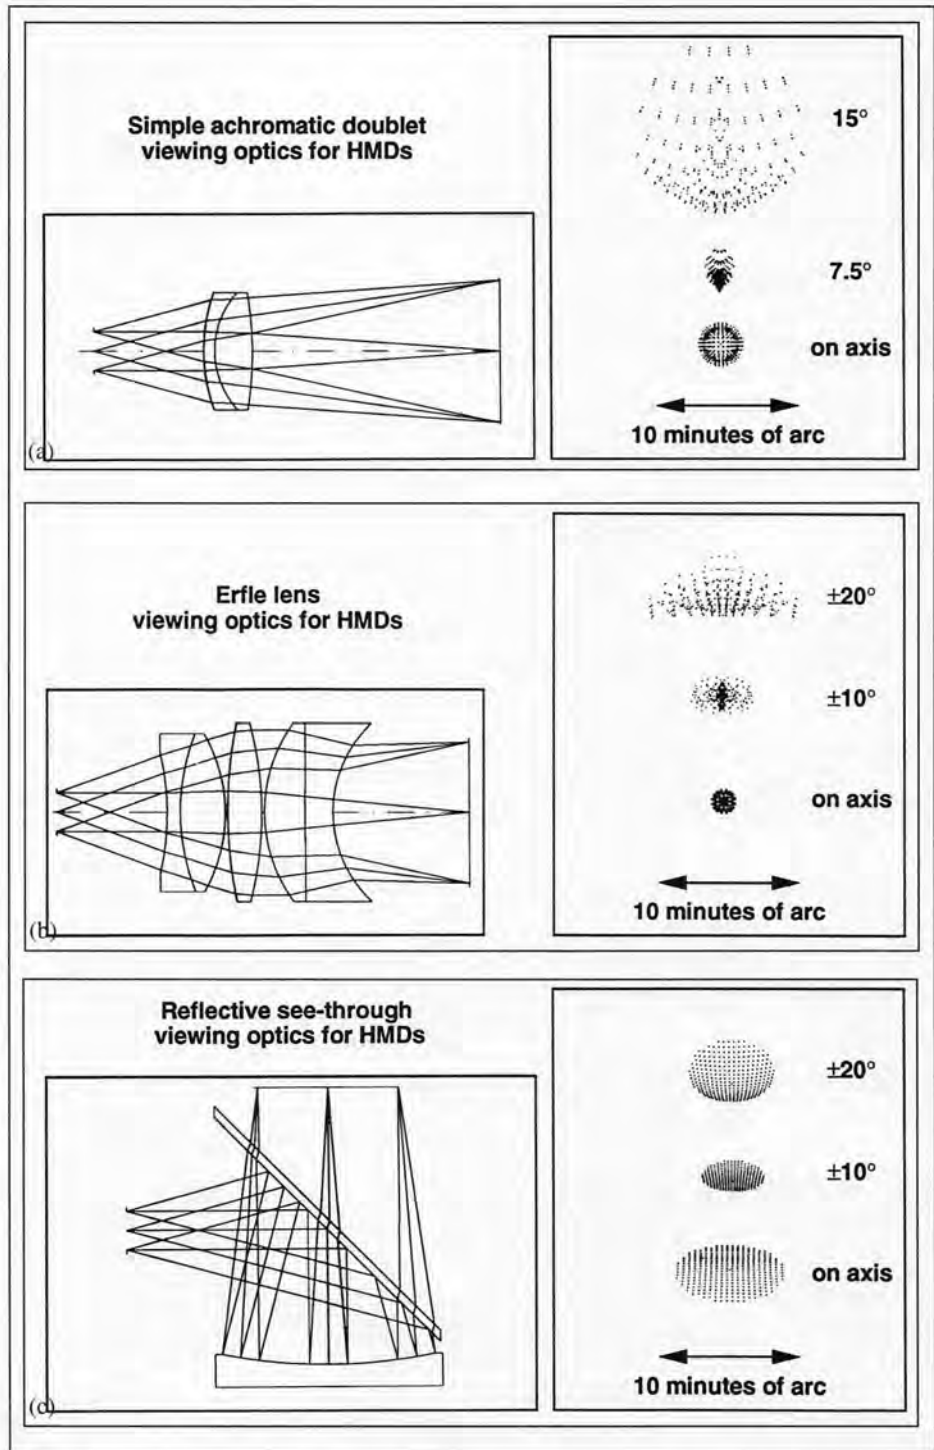 Simple achromatic doublet
viewing optics for HMDs
15°
7.5°
on axis
10 minutes of arc
(a)
Erfle lens
viewing optics for HMDs
±20°
±10°
on axis
10 minutes of arc
(b)
Reflective see-through
viewing optics for HMDs
±20°
±10°
on axis
10 minutes of arc
(c)